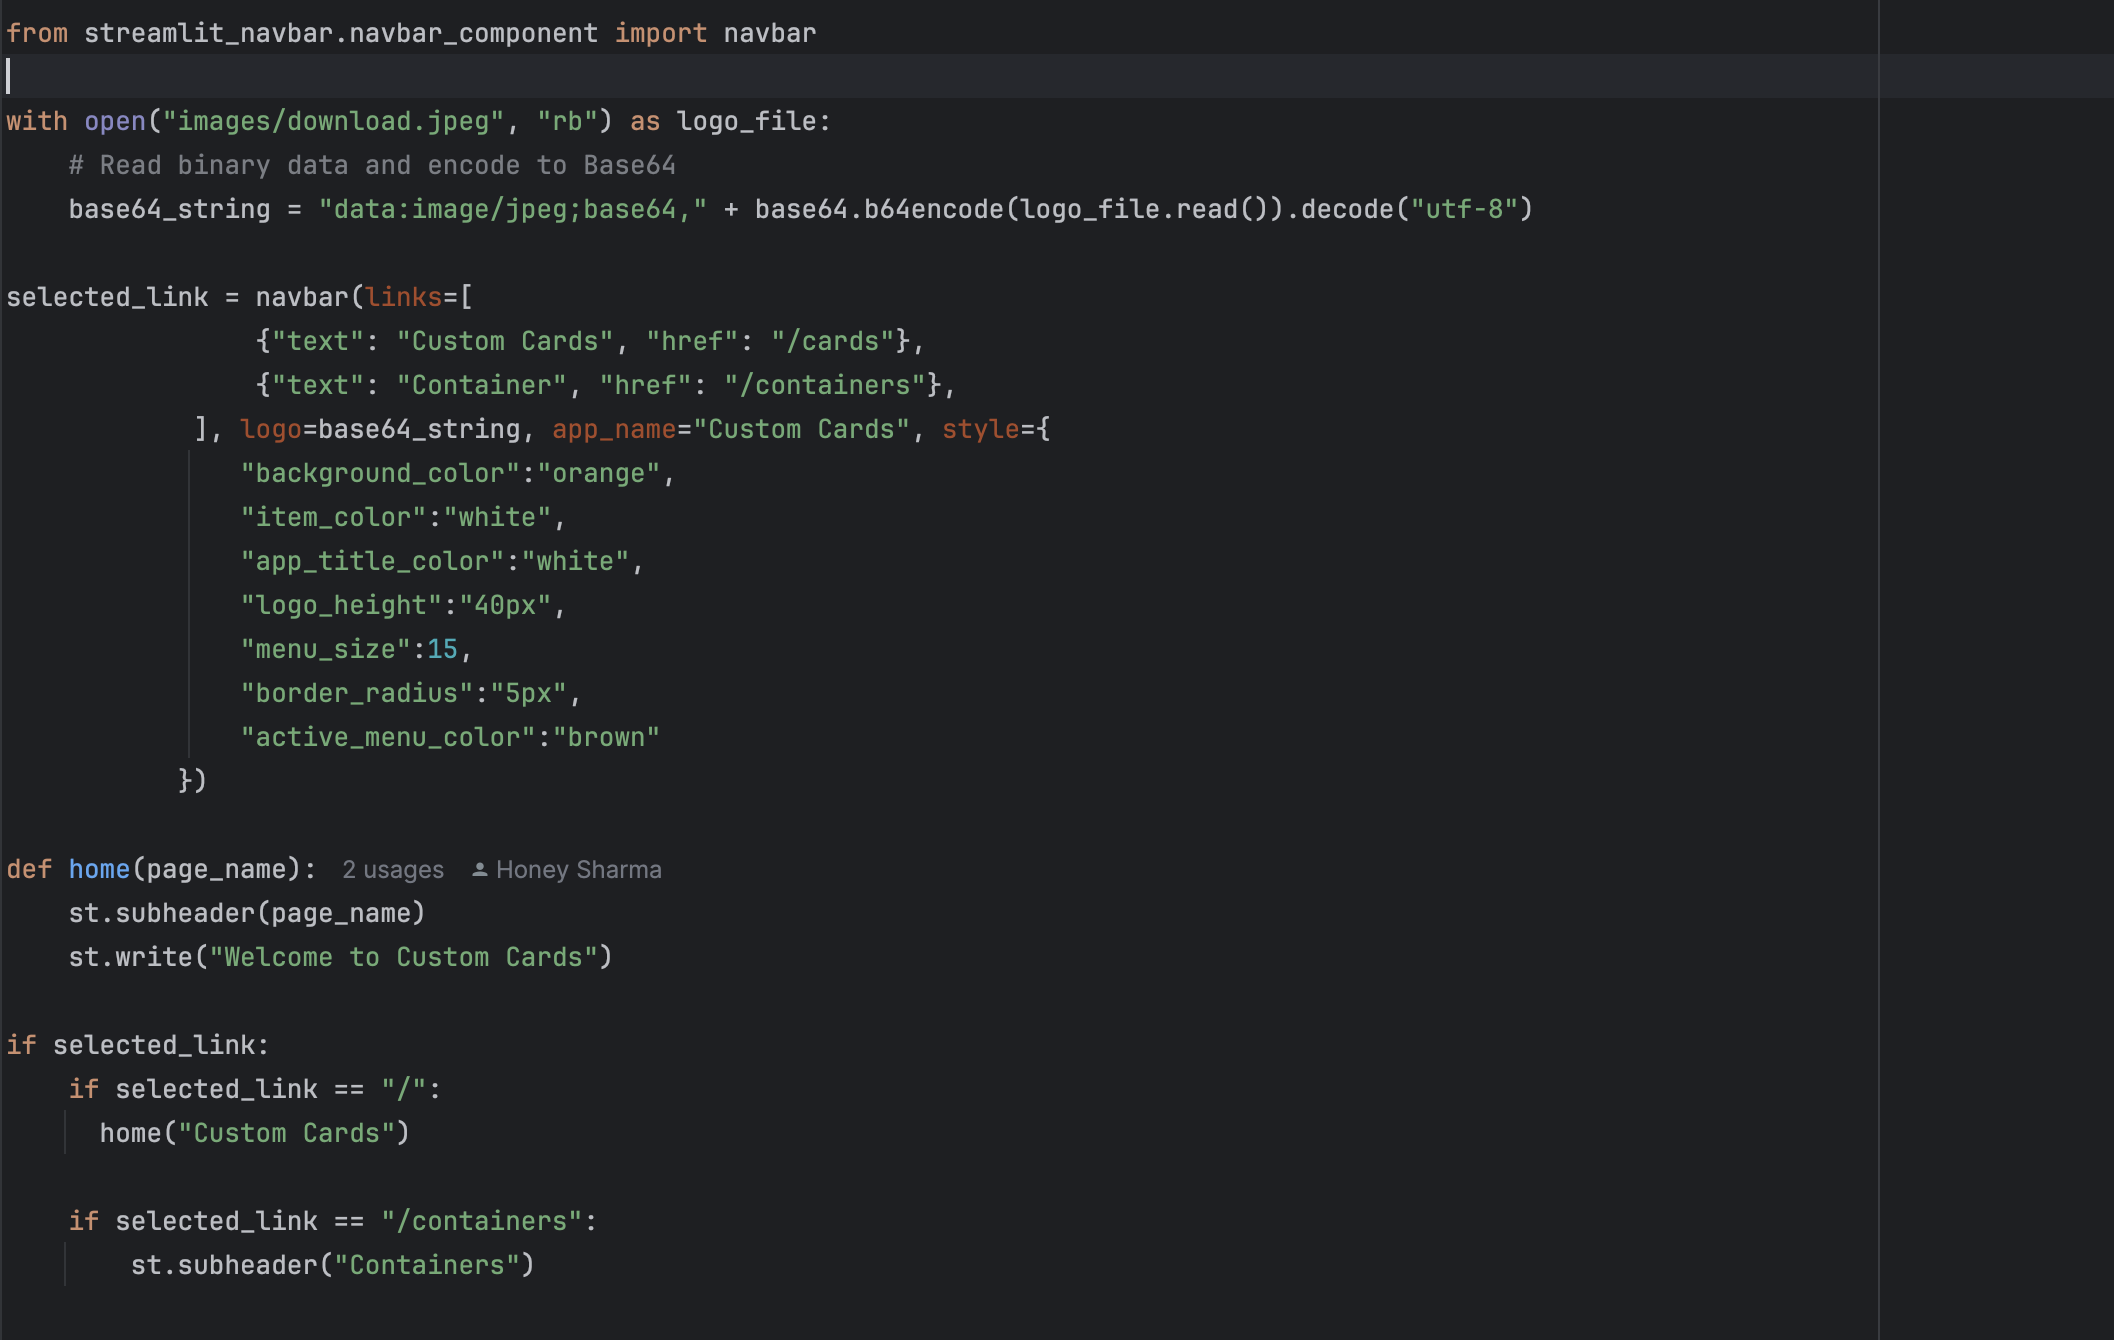 from streamlit_navbar.navbar_component import navbar
with open("images/download.jpeg", "rb") as logo_file:
    # Read binary data and encode to Base64
    base64_string = "data:image/jpeg;base64," + base64.b64encode(logo_file.read()).decode("utf-8")
selected_link = navbar(links=[
                {"text": "Custom Cards", "href": "/cards"},
                {"text": "Container", "href": "/containers"},
            ], logo=base64_string, app_name="Custom Cards", style={
               "background_color":"orange",
               "item_color":"white",
               "app_title_color":"white",
               "logo_height":"40px",
               "menu_size":15,
               "border_radius":"5px",
               "active_menu_color":"brown"
           })
def home(page_name): 2 usages Honey Sharma
    st.subheader(page_name)
    st.write("Welcome to Custom Cards")
if selected_link:
    if selected_link == "/":
      home("Custom Cards")
    if selected_link == "/containers":
        st.subheader("Containers")